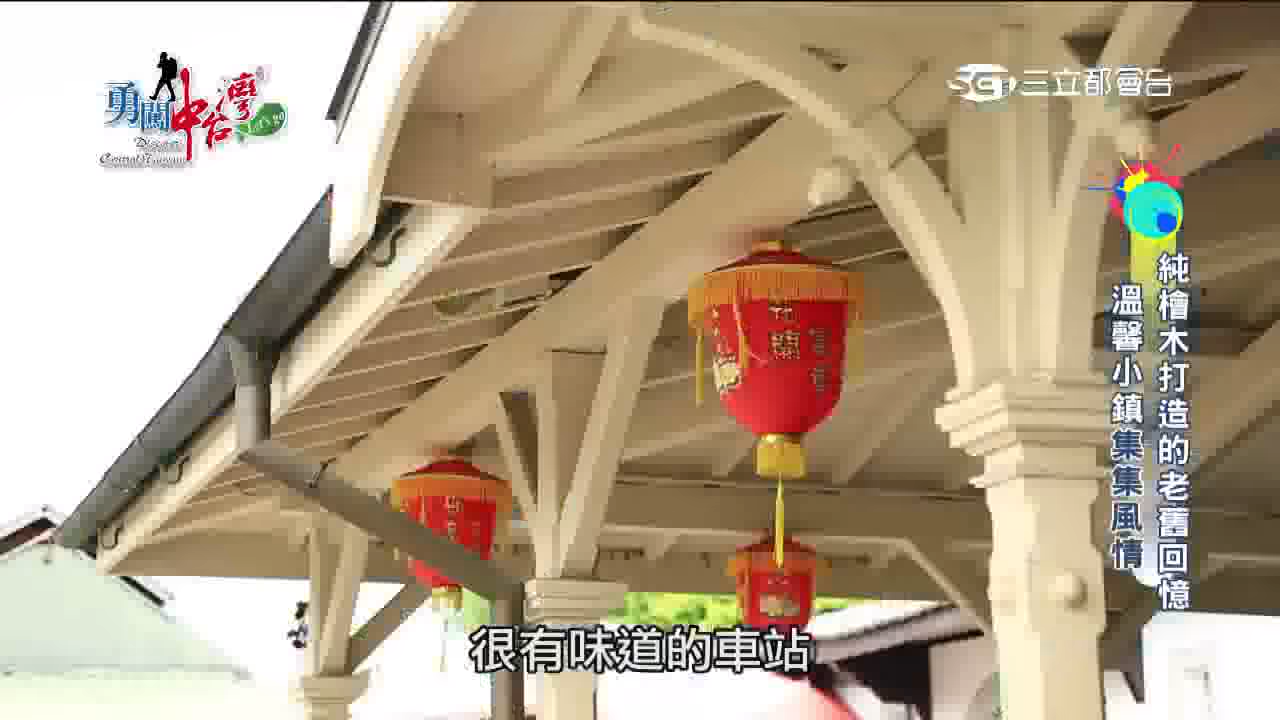 勇闖中台灣
Let's go
Discover
Central Taiwan
三立都會台
純檜木打造的老舊回憶
溫馨小鎮集集風情
很有味道的車站